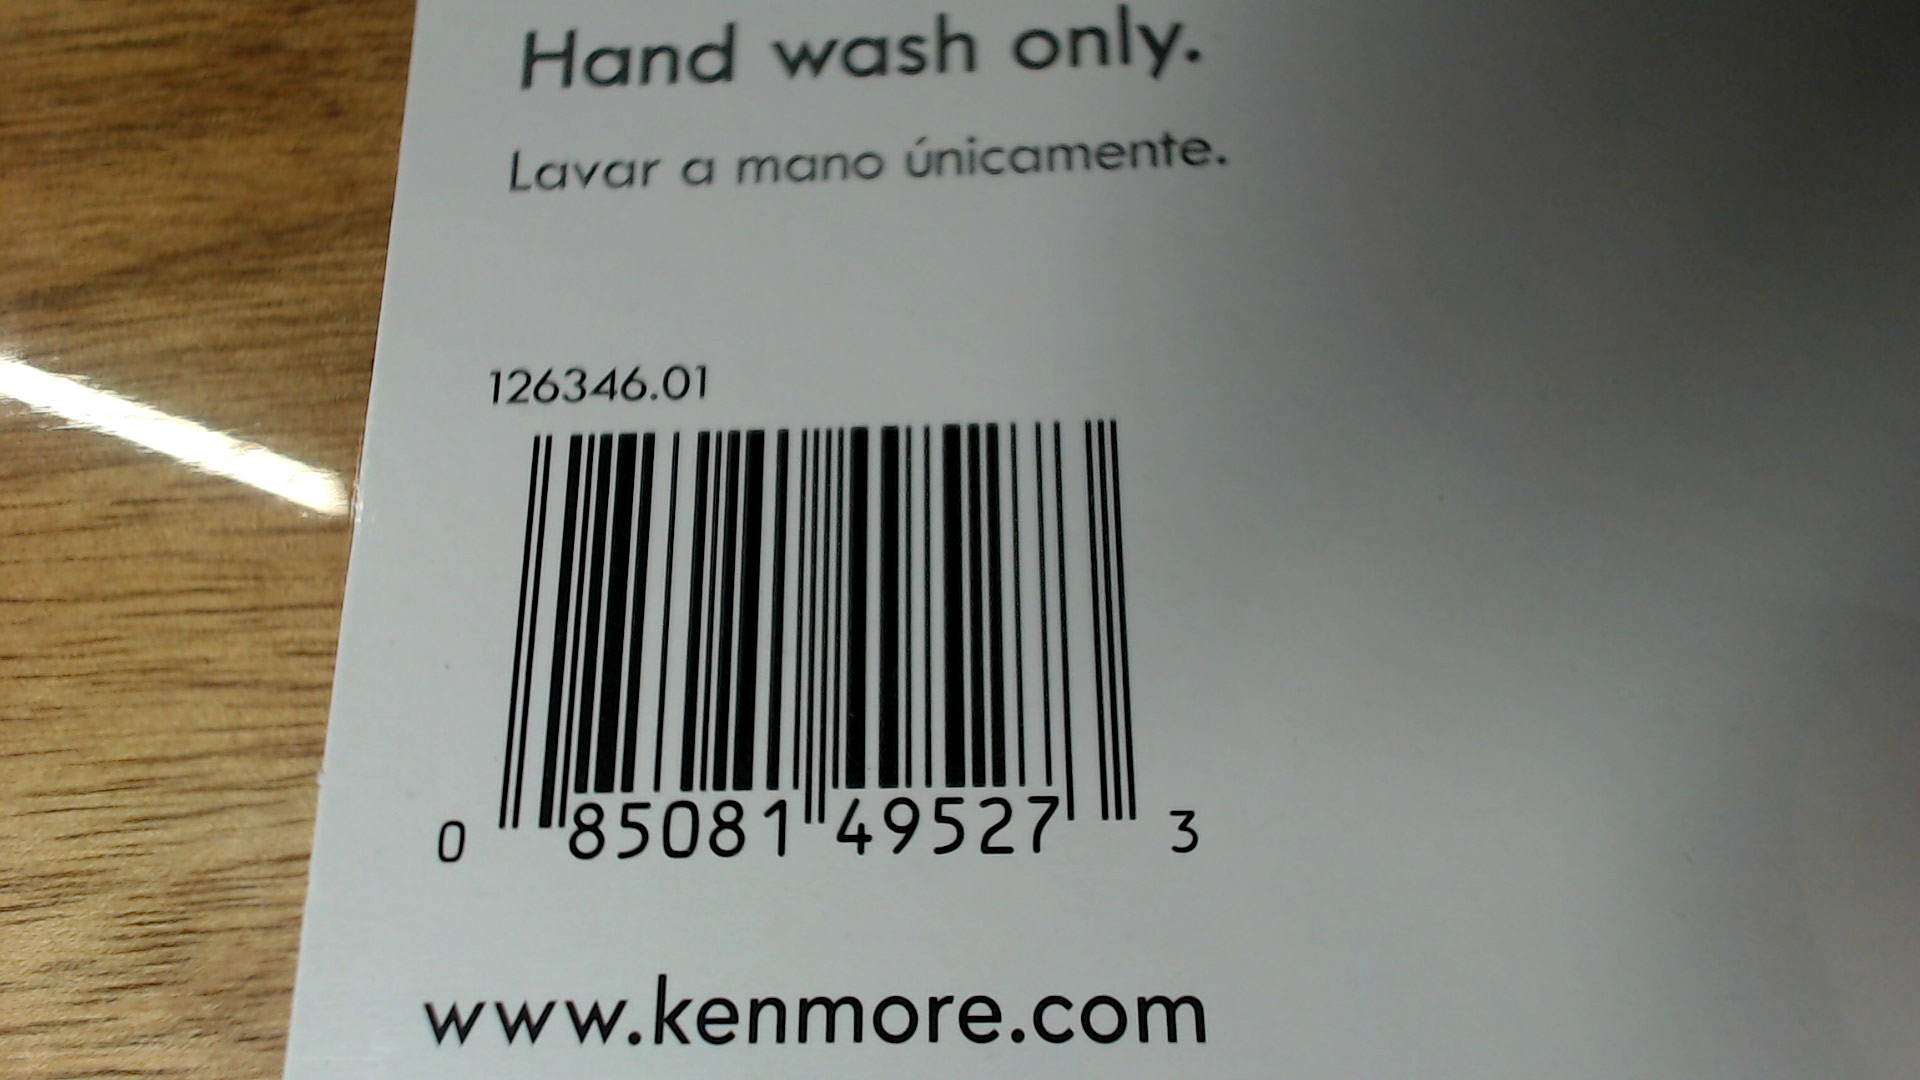 Hand wash only.
Lavar a mano únicamente.
126346.01
0 85081 49527 3
www.kenmore.com